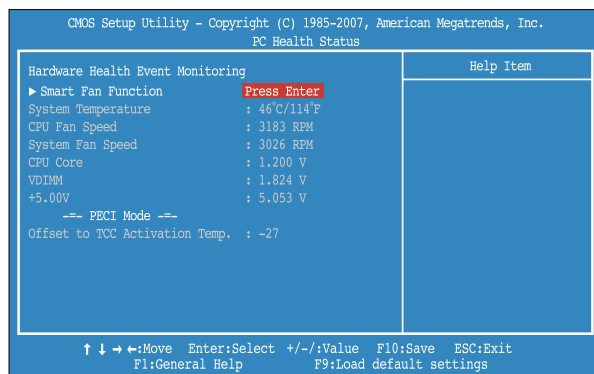 CMOS Setup Utility – Copyright (C) 1985-2007, American Megatrends, Inc.
PC Health Status
Hardware Health Event Monitoring
Help Item
► Smart Fan Function Press Enter
System Temperature : 46°C/114°F
CPU Fan Speed : 3183 RPM
System Fan Speed : 3026 RPM
CPU Core : 1.200 V
VDIMM : 1.824 V
+5.00V : 5.053 V
-=- PECI Mode -=-
Offset to TCC Activation Temp. : -27
↑ ↓ → ←:Move Enter:Select +/-/:Value F10:Save ESC:Exit
F1:General Help F9:Load default settings